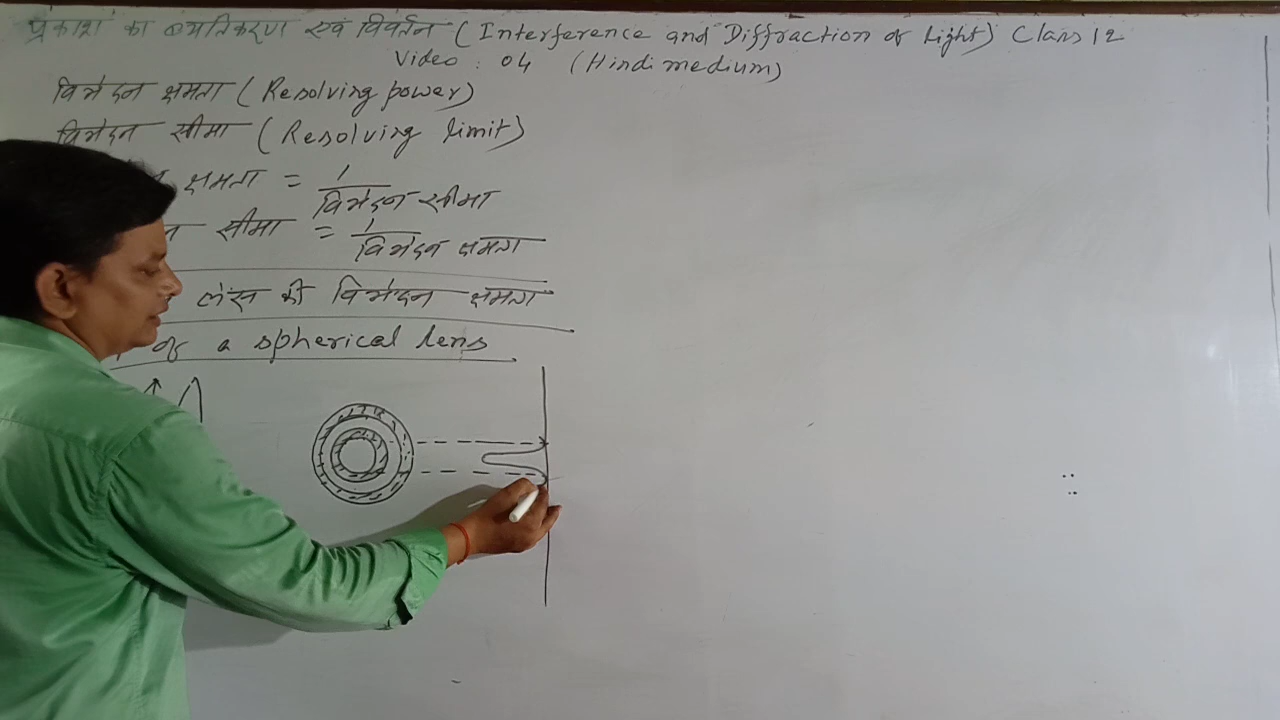 प्रकाश का व्यतिकरण एवं विवर्तन (Interference and Diffraction of Light) Class 12
Video : 04 (Hindi medium)
विभेदन क्षमता (Resolving power)
विभेदन सीमा (Resolving limit)
क्षमता = 1 / विभेदन सीमा
सीमा = 1 / विभेदन क्षमता
लेंस की विभेदन क्षमता
of a spherical lens